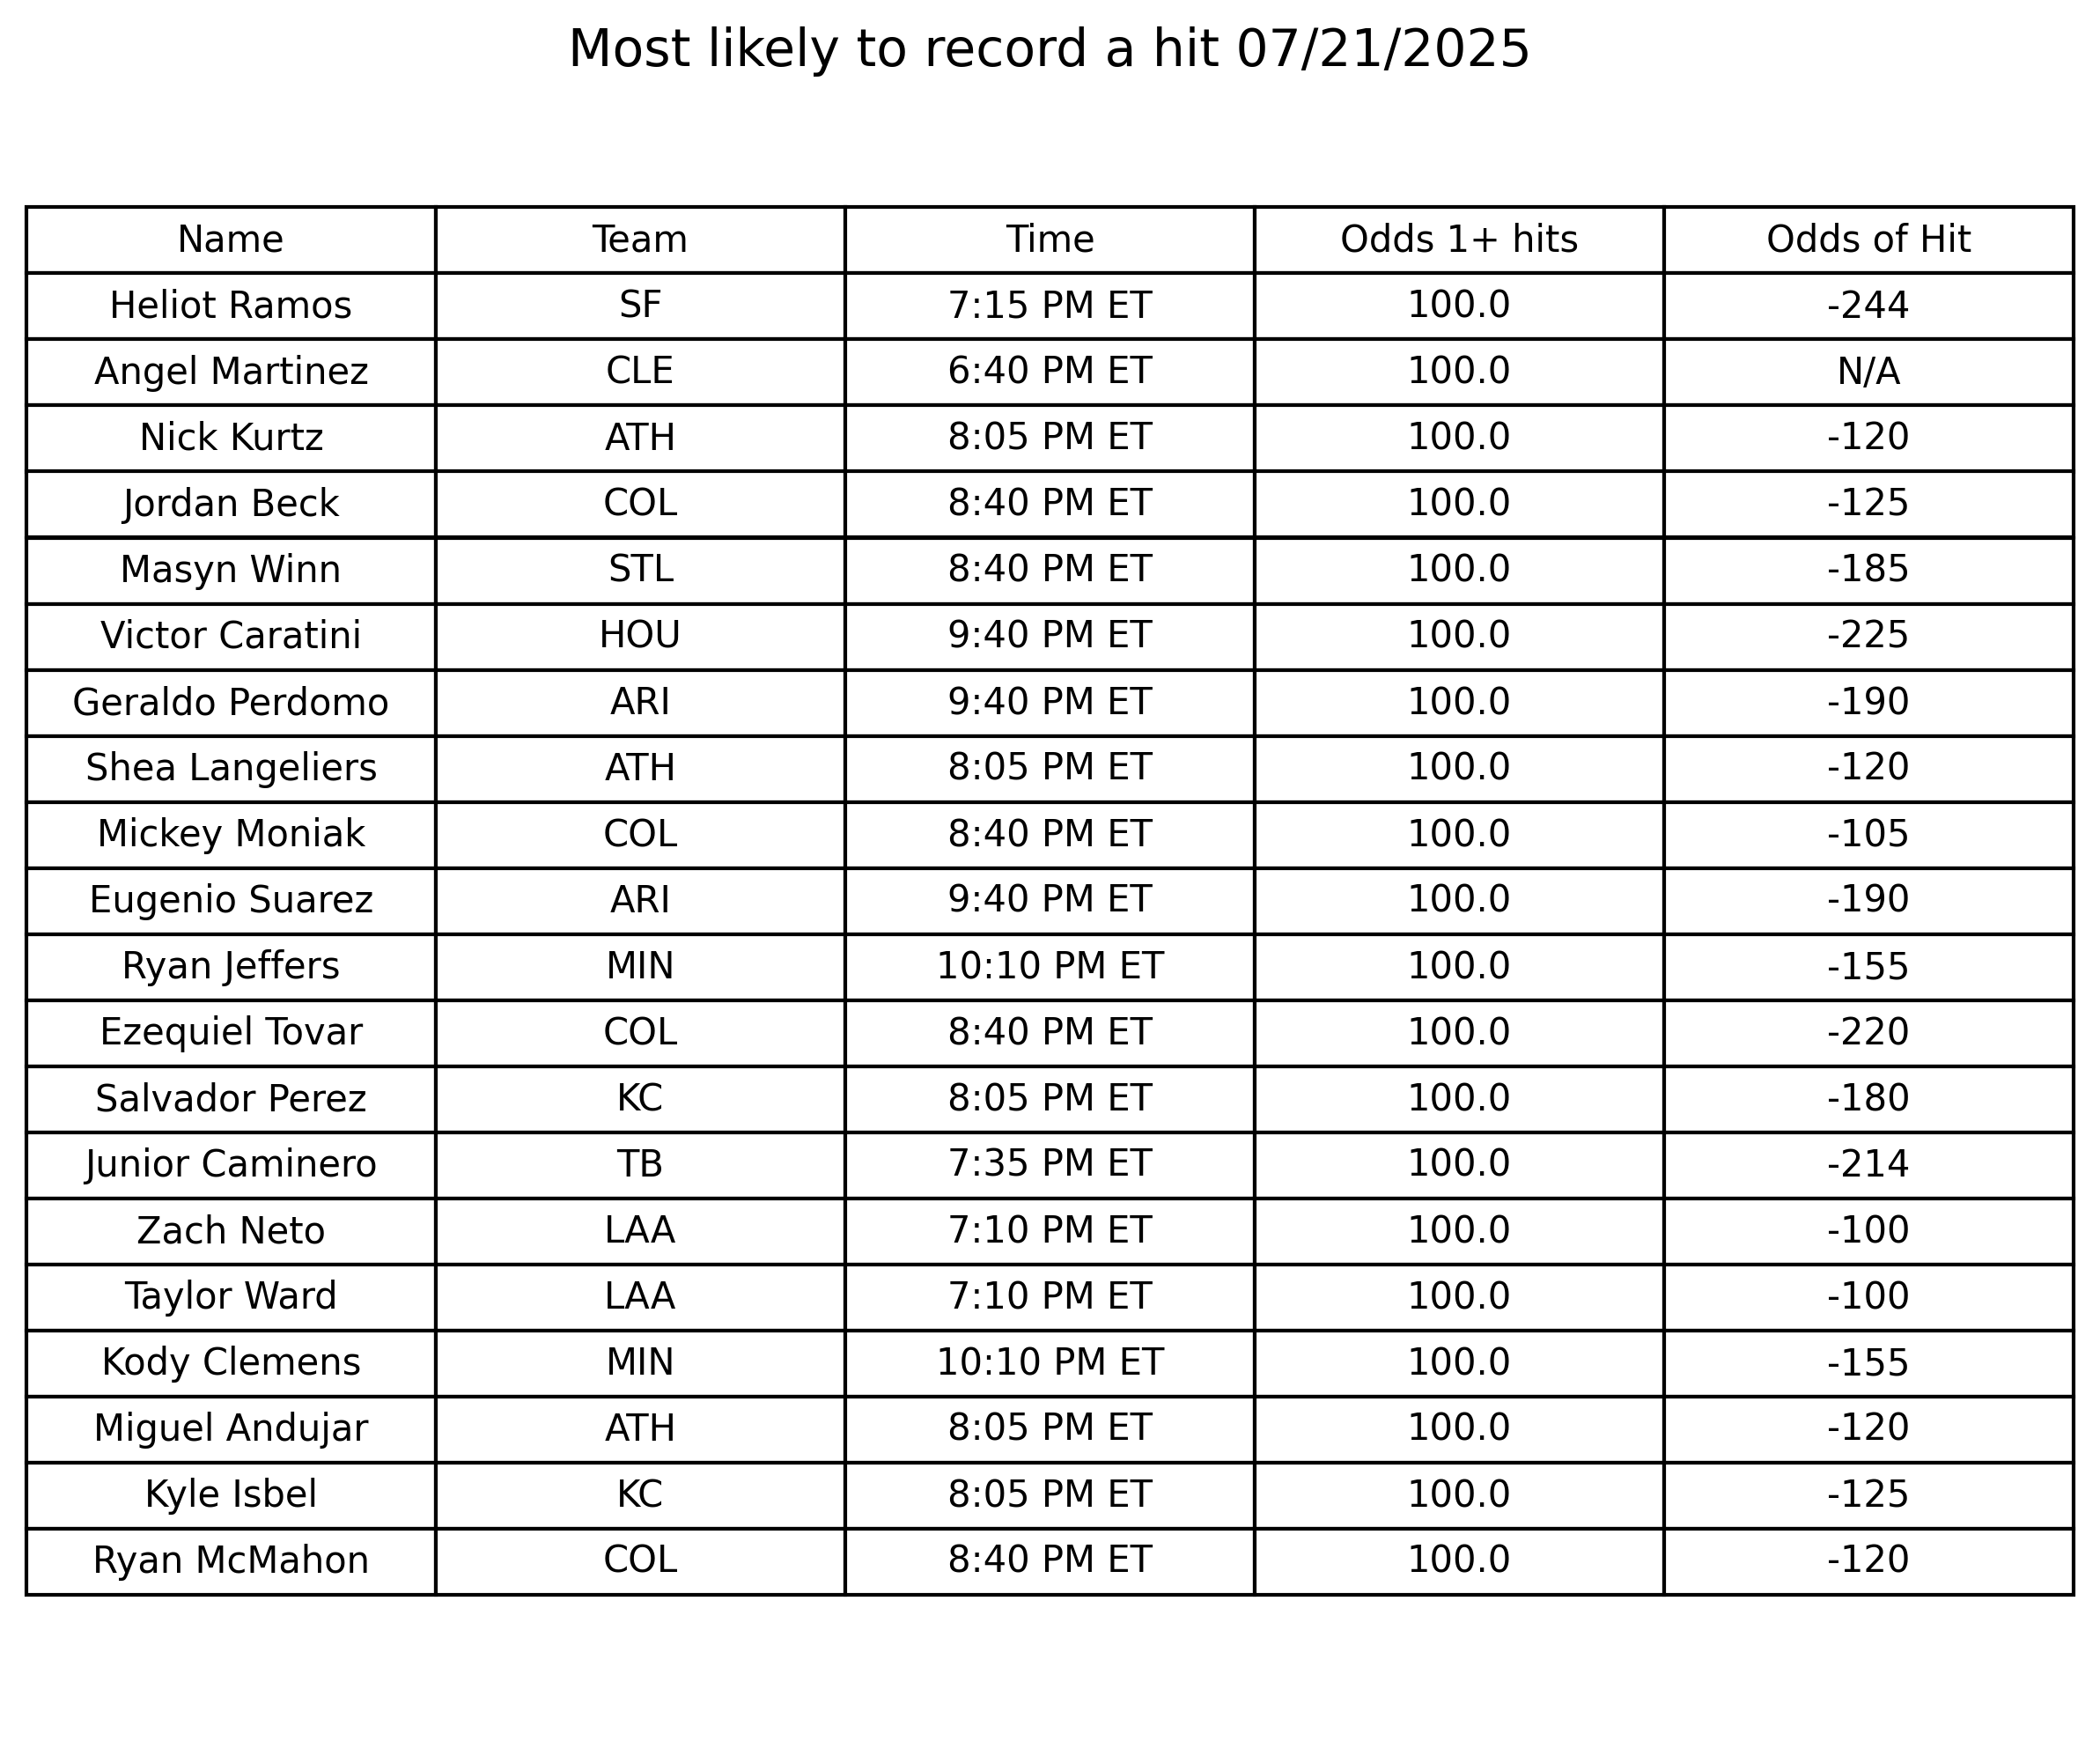 Most likely to record a hit 07/21/2025
Name Team Time Odds 1+ hits Odds of Hit
Heliot Ramos SF 7:15 PM ET 100.0 -244
Angel Martinez CLE 6:40 PM ET 100.0 N/A
Nick Kurtz ATH 8:05 PM ET 100.0 -120
Jordan Beck COL 8:40 PM ET 100.0 -125
Masyn Winn STL 8:40 PM ET 100.0 -185
Victor Caratini HOU 9:40 PM ET 100.0 -225
Geraldo Perdomo ARI 9:40 PM ET 100.0 -190
Shea Langeliers ATH 8:05 PM ET 100.0 -120
Mickey Moniak COL 8:40 PM ET 100.0 -105
Eugenio Suarez ARI 9:40 PM ET 100.0 -190
Ryan Jeffers MIN 10:10 PM ET 100.0 -155
Ezequiel Tovar COL 8:40 PM ET 100.0 -220
Salvador Perez KC 8:05 PM ET 100.0 -180
Junior Caminero TB 7:35 PM ET 100.0 -214
Zach Neto LAA 7:10 PM ET 100.0 -100
Taylor Ward LAA 7:10 PM ET 100.0 -100
Kody Clemens MIN 10:10 PM ET 100.0 -155
Miguel Andujar ATH 8:05 PM ET 100.0 -120
Kyle Isbel KC 8:05 PM ET 100.0 -125
Ryan McMahon COL 8:40 PM ET 100.0 -120